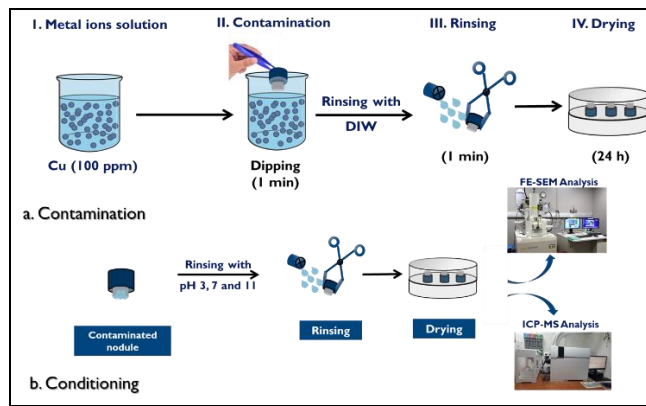 I. Metal ions solution
II. Contamination
III. Rinsing
IV. Drying
Rinsing with
DIW
Cu (100 ppm)
Dipping
(1 min)
(1 min)
(24 h)
FE-SEM Analysis
a. Contamination
Rinsing with
pH 3, 7 and 11
Contaminated
nodule
Rinsing
Drying
ICP-MS Analysis
b. Conditioning